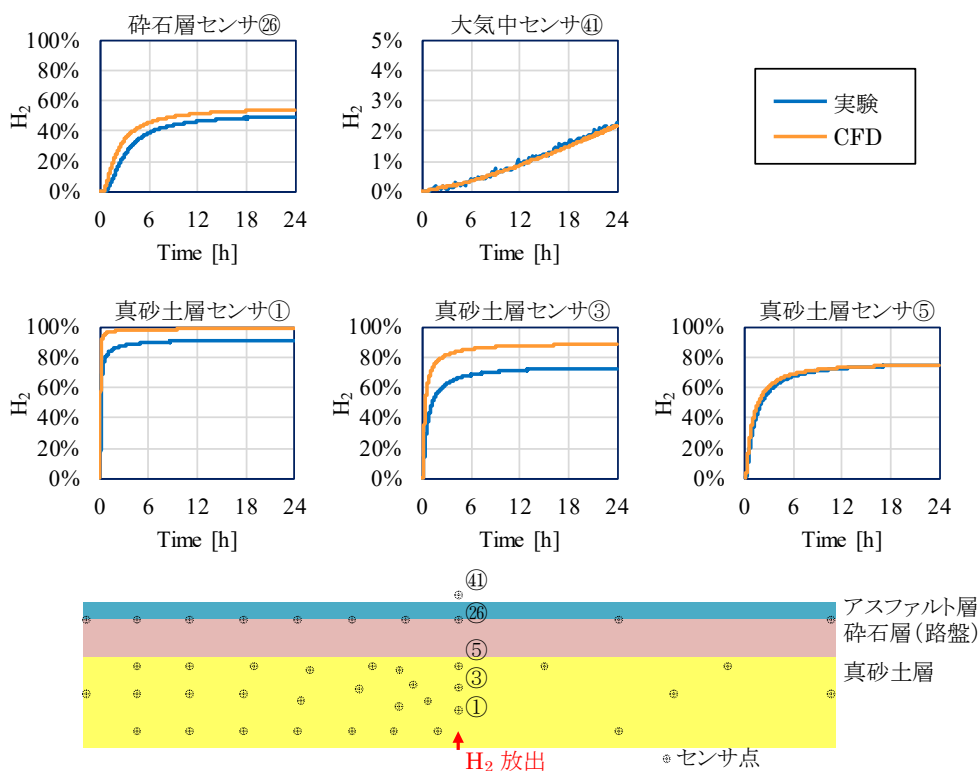 砕石層センサ㉖
100%
80%
60%
40%
20%
0%
H₂
0 6 12 18 24
Time [h]
大気中センサ㊶
5%
4%
3%
2%
1%
0%
H₂
0 6 12 18 24
Time [h]
実験
CFD
真砂土層センサ①
100%
80%
60%
40%
20%
0%
H₂
0 6 12 18 24
Time [h]
真砂土層センサ③
100%
80%
60%
40%
20%
0%
H₂
0 6 12 18 24
Time [h]
真砂土層センサ⑤
100%
80%
60%
40%
20%
0%
H₂
0 6 12 18 24
Time [h]
㊶
㉖
⑤
③
①
アスファルト層
砕石層(路盤)
真砂土層
H₂ 放出
センサ点